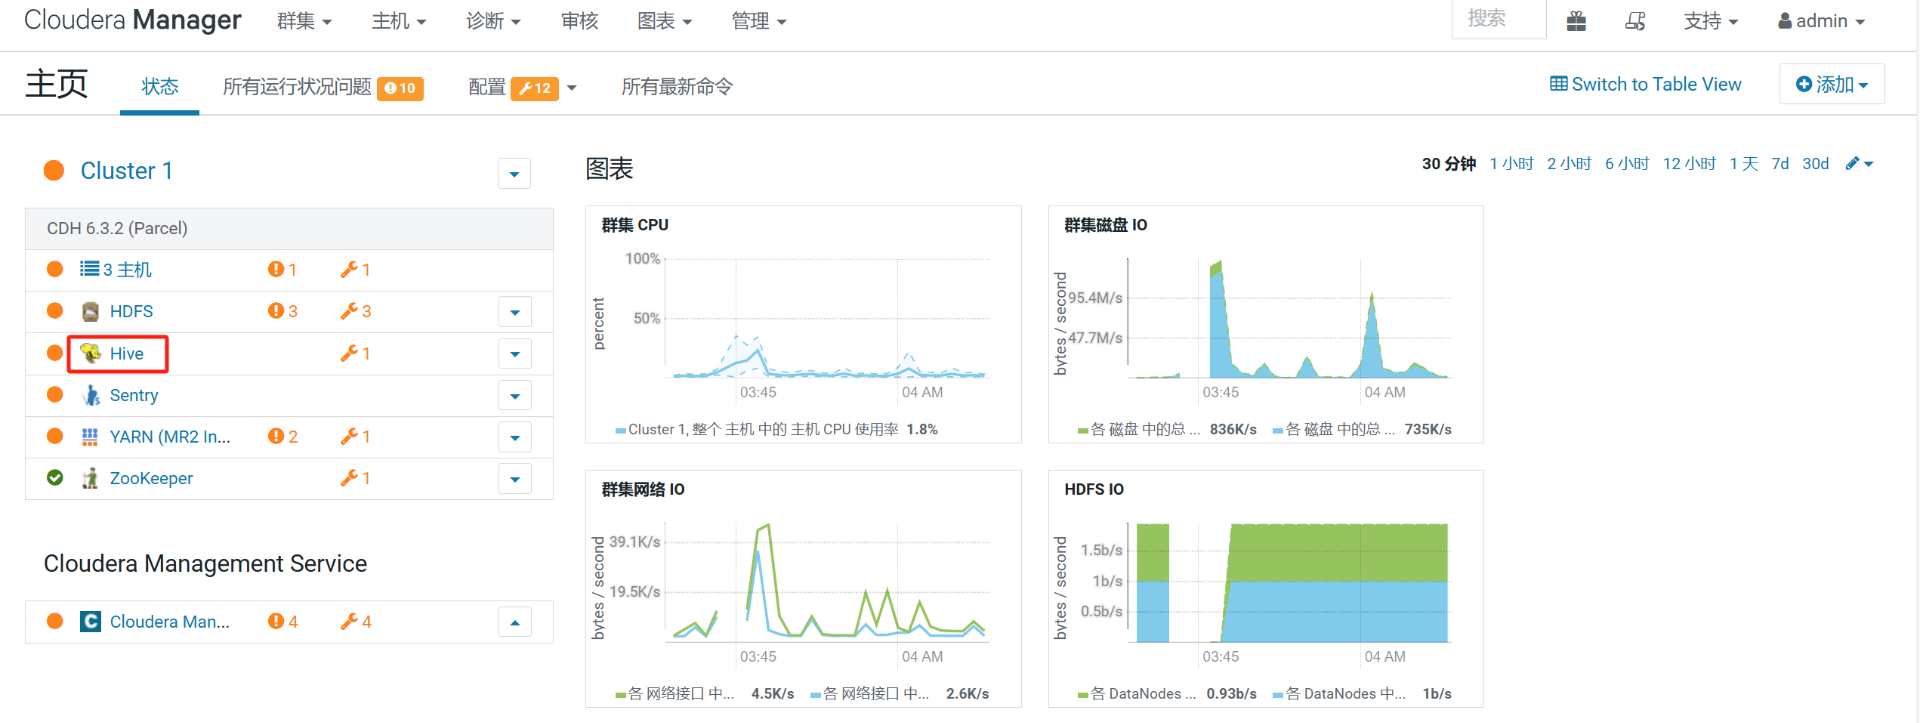 Cloudera Manager 群集 主机 诊断 审核 图表 管理 搜索 支持 admin
主页 状态 所有运行状况问题 10 配置 12 所有最新命令 Switch to Table View 添加
Cluster 1
CDH 6.3.2 (Parcel)
3 主机 1 1
HDFS 3 3
Hive 1
Sentry
YARN (MR2 In... 2 1
ZooKeeper 1
Cloudera Management Service
C Cloudera Man... 4 4
图表 30 分钟 1 小时 2 小时 6 小时 12 小时 1 天 7d 30d
群集 CPU
percent
100%
50%
03:45 04 AM
Cluster 1, 整个 主机 中的 主机 CPU 使用率 1.8%
群集磁盘 IO
bytes / second
95.4M/s
47.7M/s
03:45 04 AM
各 磁盘 中的总 ... 836K/s 各 磁盘 中的总 ... 735K/s
群集网络 IO
bytes / second
39.1K/s
19.5K/s
03:45 04 AM
各 网络接口 中... 4.5K/s 各 网络接口 中... 2.6K/s
HDFS IO
bytes / second
1.5b/s
1b/s
0.5b/s
03:45 04 AM
各 DataNodes ... 0.93b/s 各 DataNodes 中... 1b/s